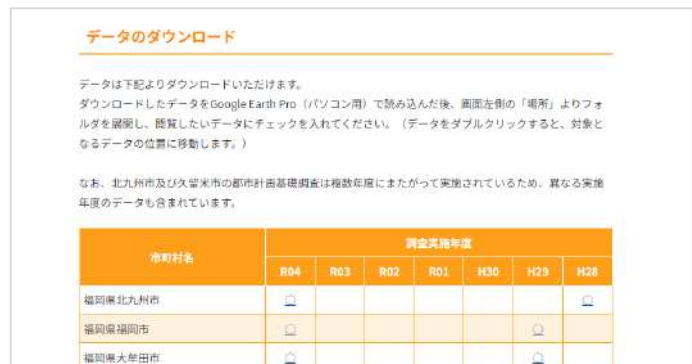 データのダウンロード
データは下記よりダウンロードいただけます。
ダウンロードしたデータをGoogle Earth Pro（パソコン用）で読み込んだ後、画面左側の「場所」よりフォ
ルダを展開し、閲覧したいデータにチェックを入れてください。（データをダブルクリックすると、対象と
なるデータの位置に移動します。）
なお、北九州市及び久留米市の都市計画基礎調査は複数年度にまたがって実施されているため、異なる実施
年度のデータも含まれています。
市町村名
調査実施年度
R04 R03 R02 R01 H30 H29 H28
福岡県北九州市 ○ ○
福岡県福岡市 ○ ○
福岡県大牟田市 ○ ○